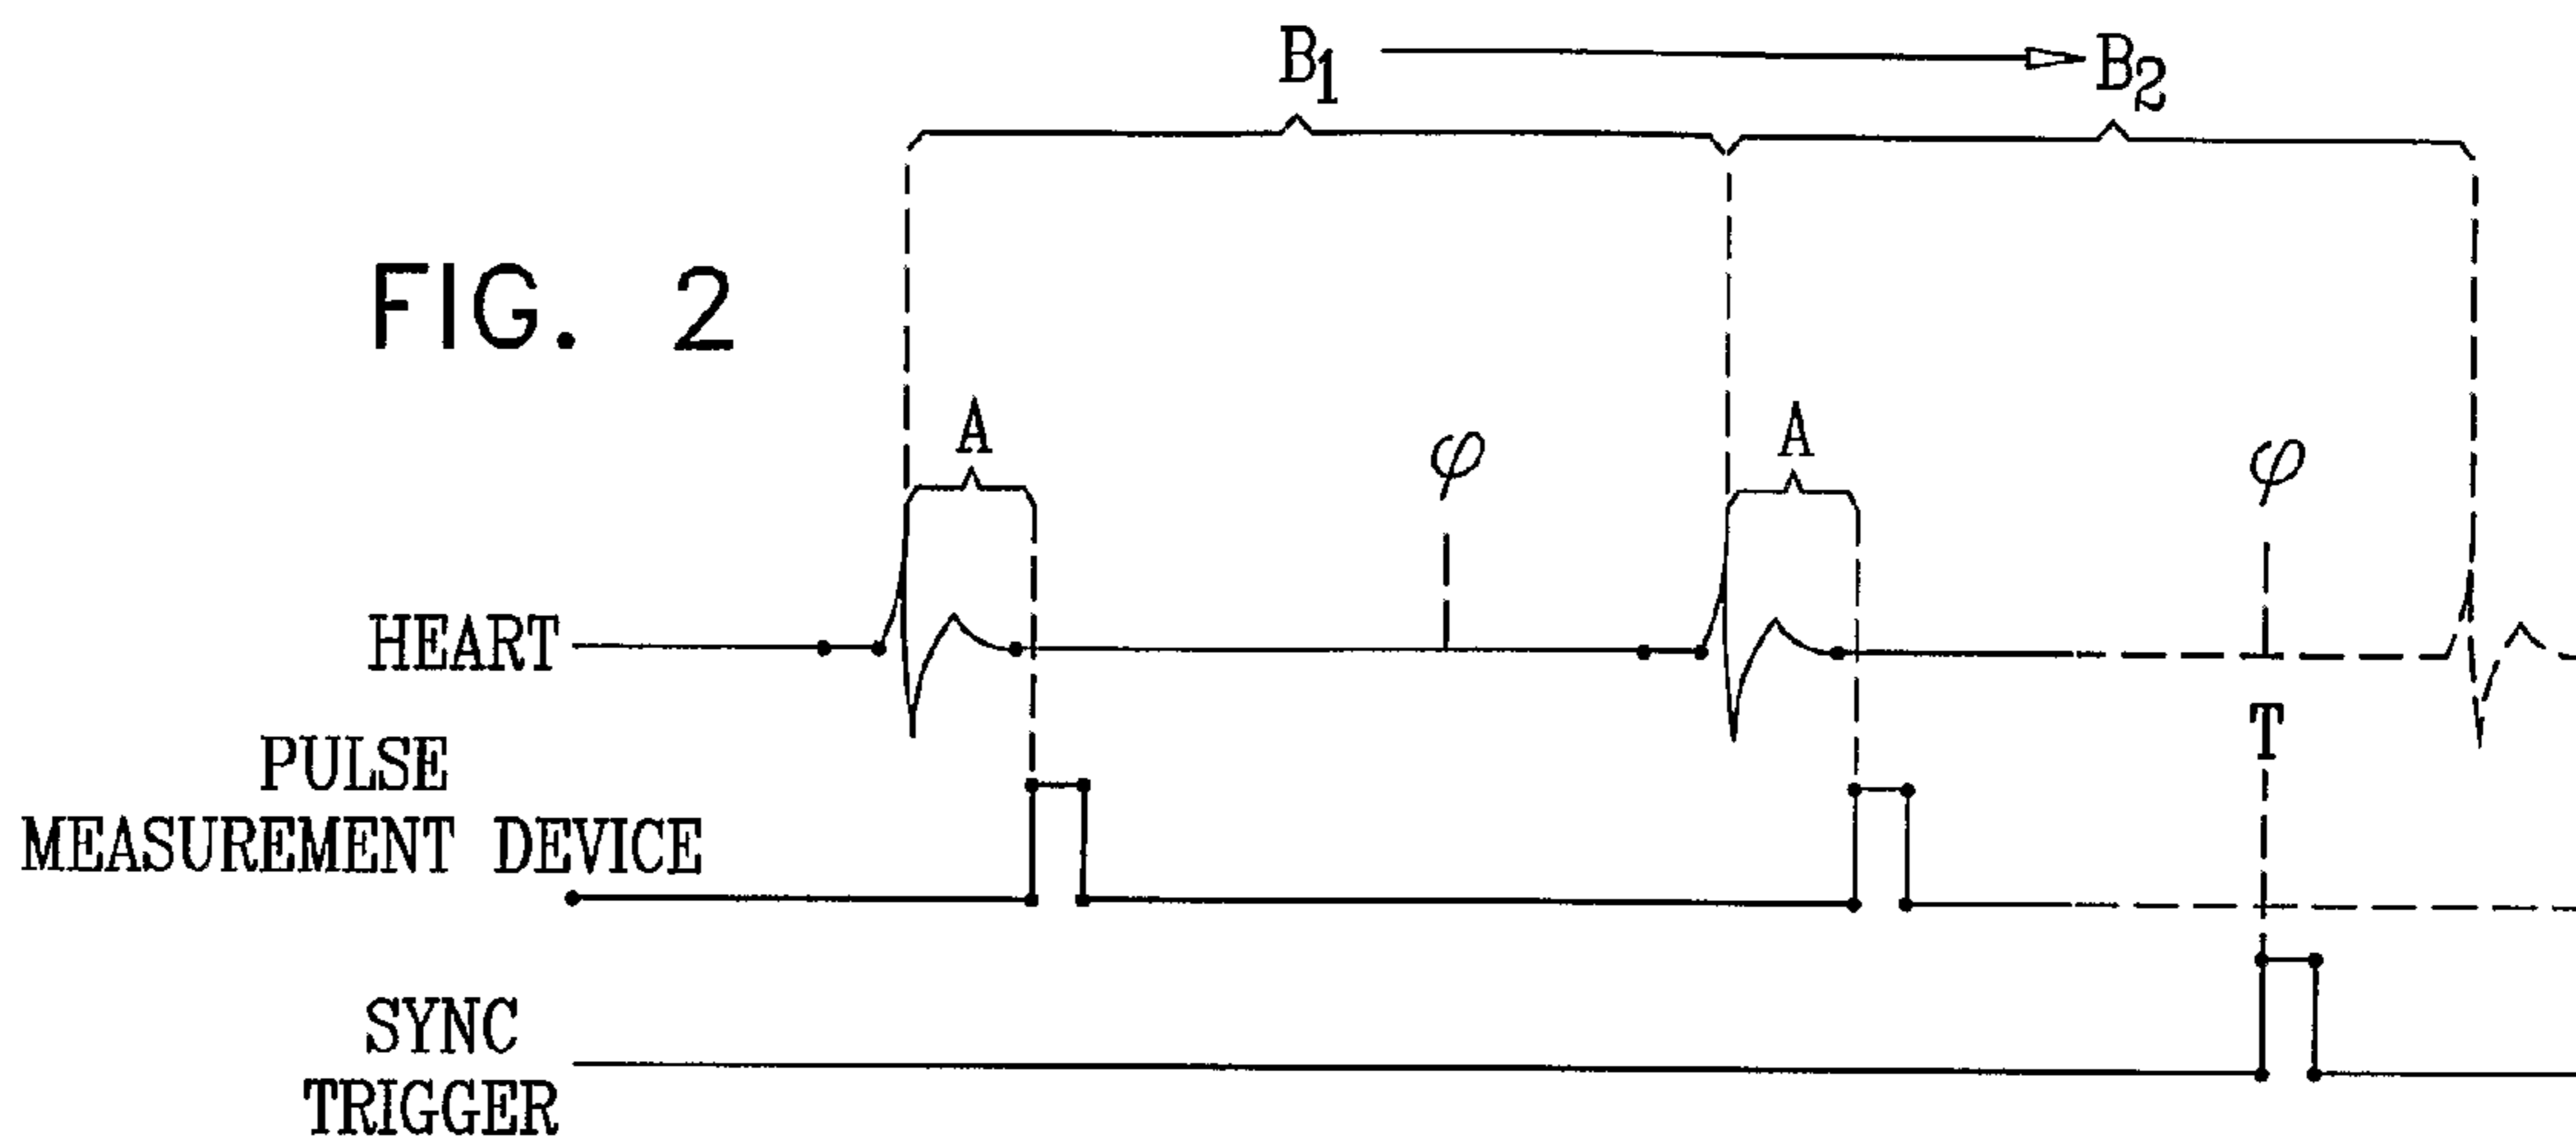 B1 B2
FIG. 2
A φ A φ
HEART
T
PULSE
MEASUREMENT DEVICE
SYNC
TRIGGER